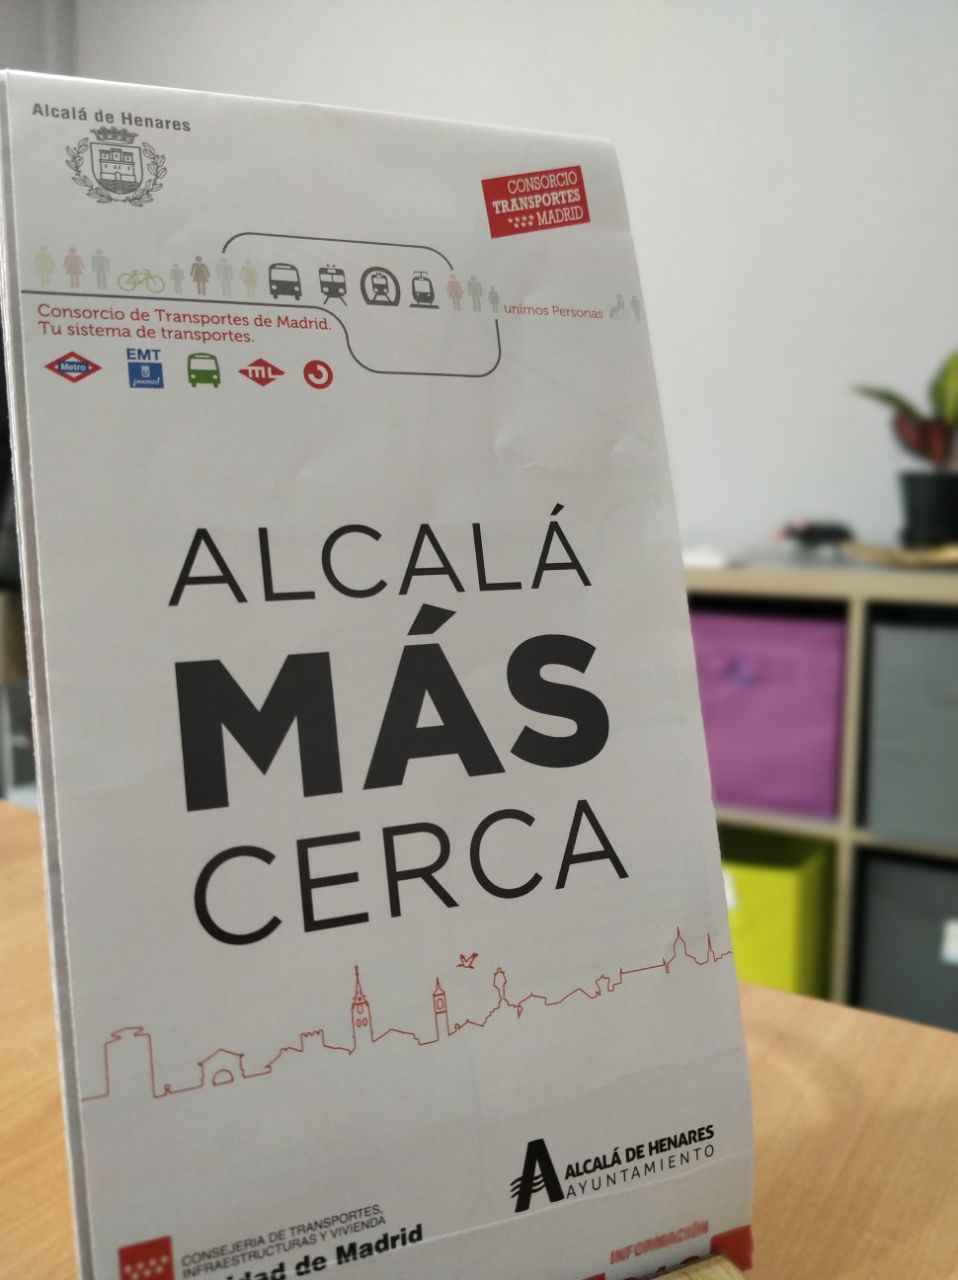 Alcalá de Henares
CONSORCIO
TRANSPORTES
MADRID
unimos Personas
Consorcio de Transportes de Madrid.
Tu sistema de transportes.
Metro
EMT
ML
ALCALÁ
MÁS
CERCA
ALCALÁ DE HENARES
AYUNTAMIENTO
CONSEJERIA DE TRANSPORTES,
INFRAESTRUCTURAS Y VIVIENDA
de Madrid
INFORMACIÓN